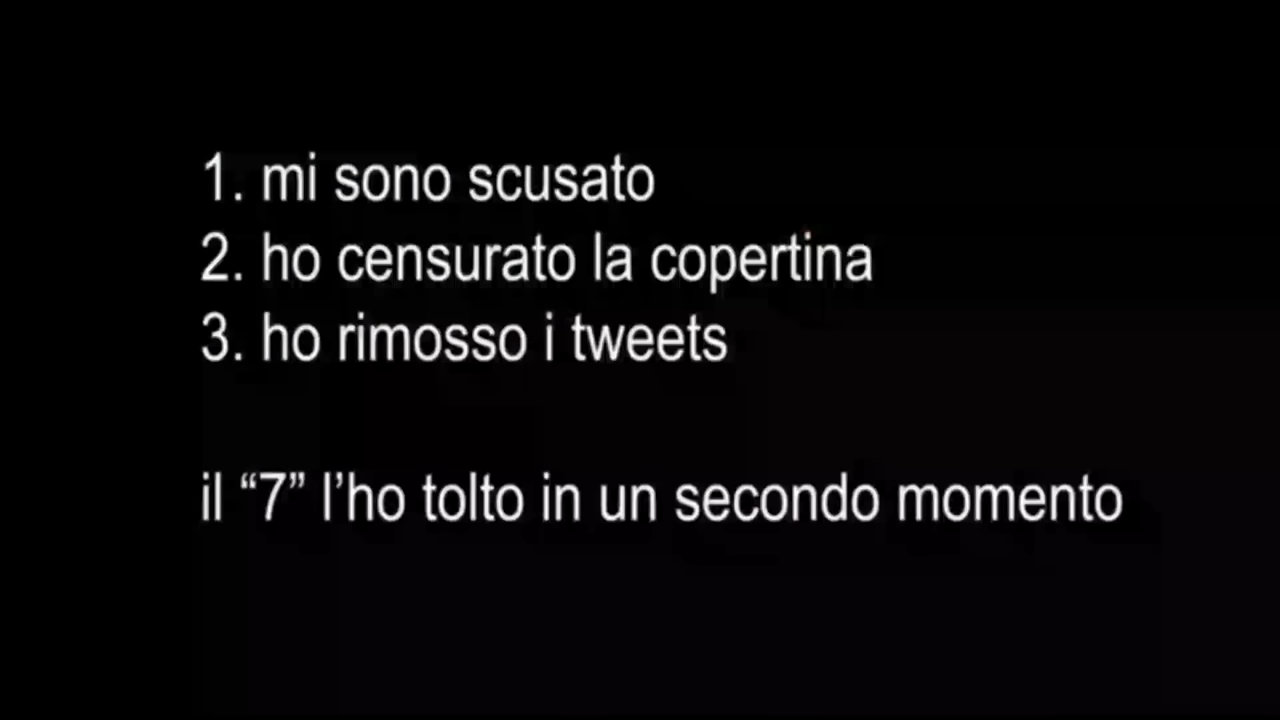 1. mi sono scusato
2. ho censurato la copertina
3. ho rimosso i tweets
il “7” l’ho tolto in un secondo momento